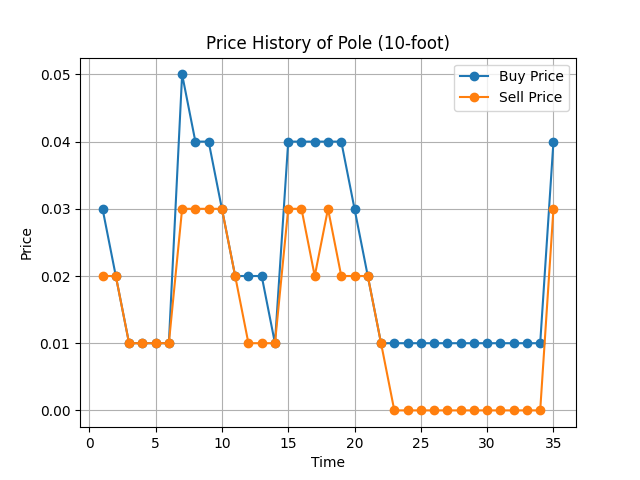 Price History of Pole (10-foot)
Buy Price
Sell Price
0.05
0.04
0.03
0.02
0.01
0.00
Price
0 5 10 15 20 25 30 35
Time